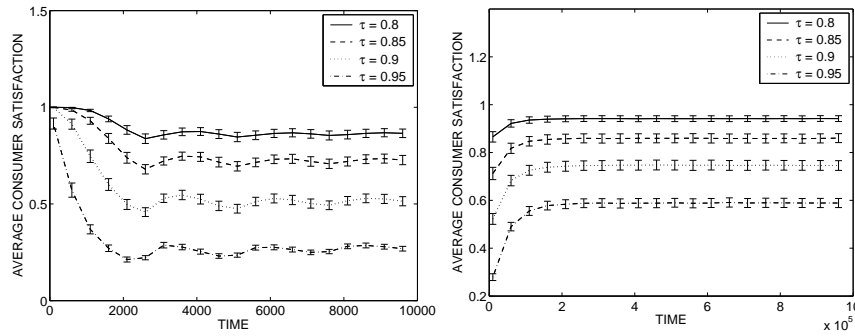 1.5
1
0.5
0
AVERAGE CONSUMER SATISFACTION
0 2000 4000 6000 8000 10000
TIME
τ = 0.8
τ = 0.85
τ = 0.9
τ = 0.95
1.2
1
0.8
0.6
0.4
0.2
AVERAGE CONSUMER SATISFACTION
0 2 4 6 8 10
TIME
x 10⁵
τ = 0.8
τ = 0.85
τ = 0.9
τ = 0.95